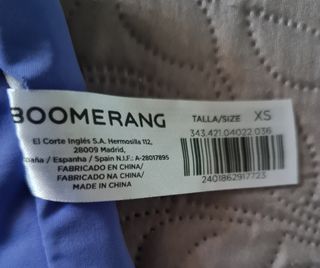 BOOMERANG
El Corte Inglés S.A. Hermosilla 112,
28009 Madrid,
España / Espanha / Spain N.I.F.: A-28017895
FABRICADO EN CHINA/
FABRICADO NA CHINA/
MADE IN CHINA
TALLA/SIZE XS
343.421.04022.036
2401862917723